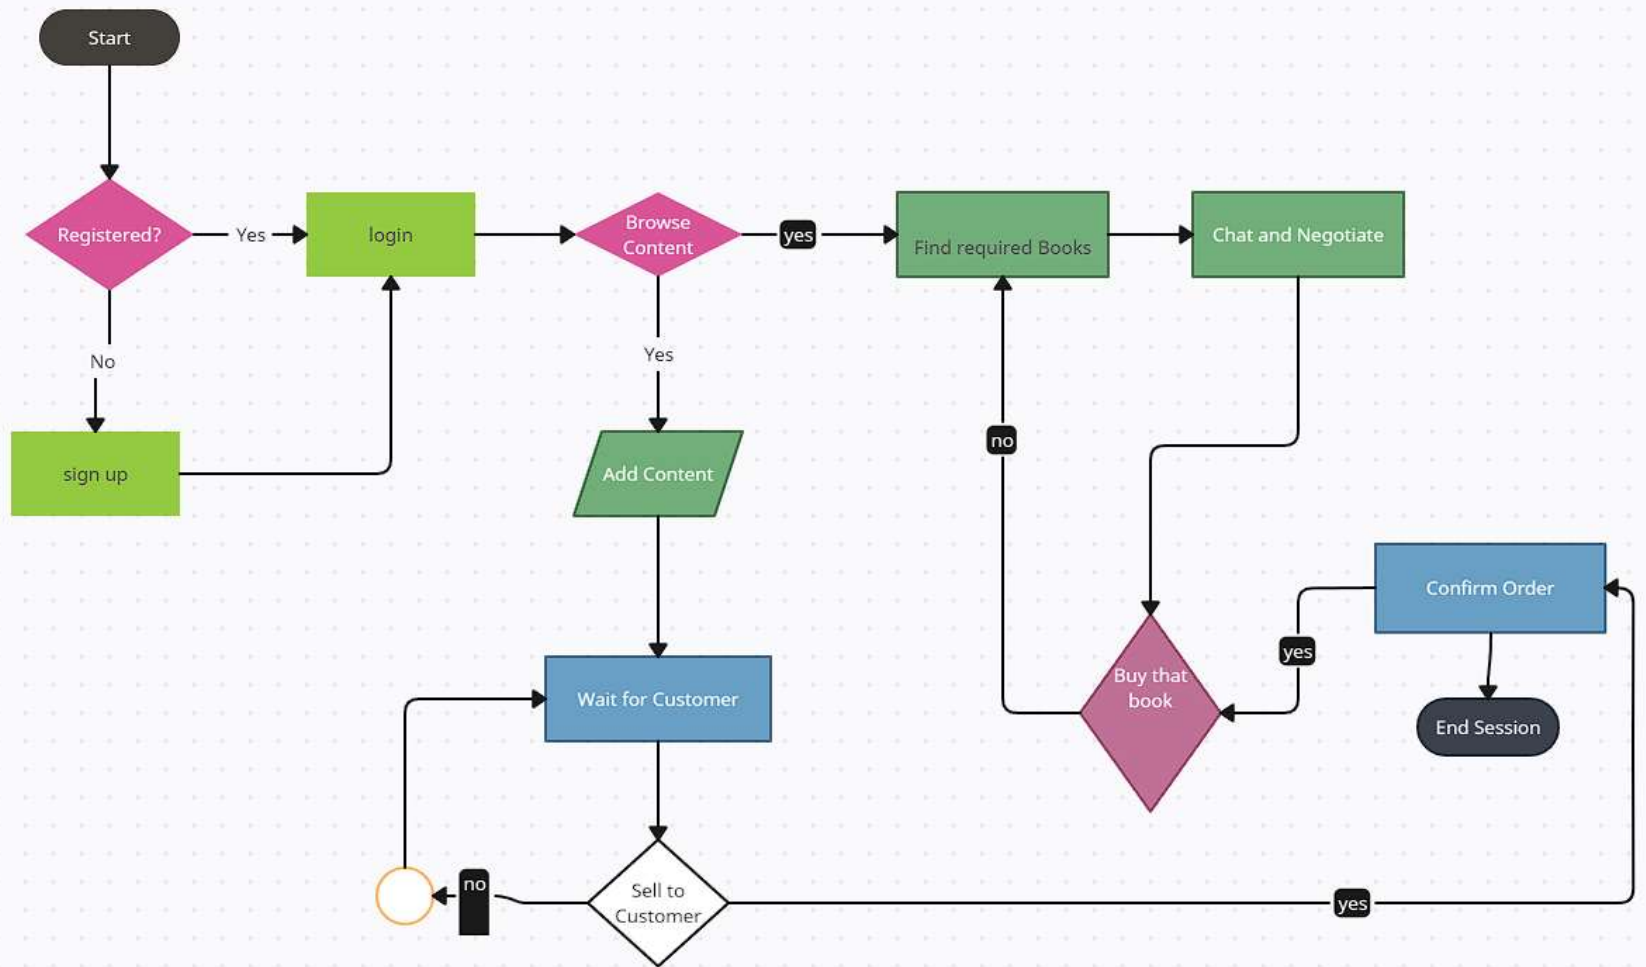 Start
Registered?
Yes
login
Browse
Content
yes
Find required Books
Chat and Negotiate
No
Yes
sign up
Add Content
no
Confirm Order
yes
Buy that
book
Wait for Customer
End Session
no
Sell to
Customer
yes